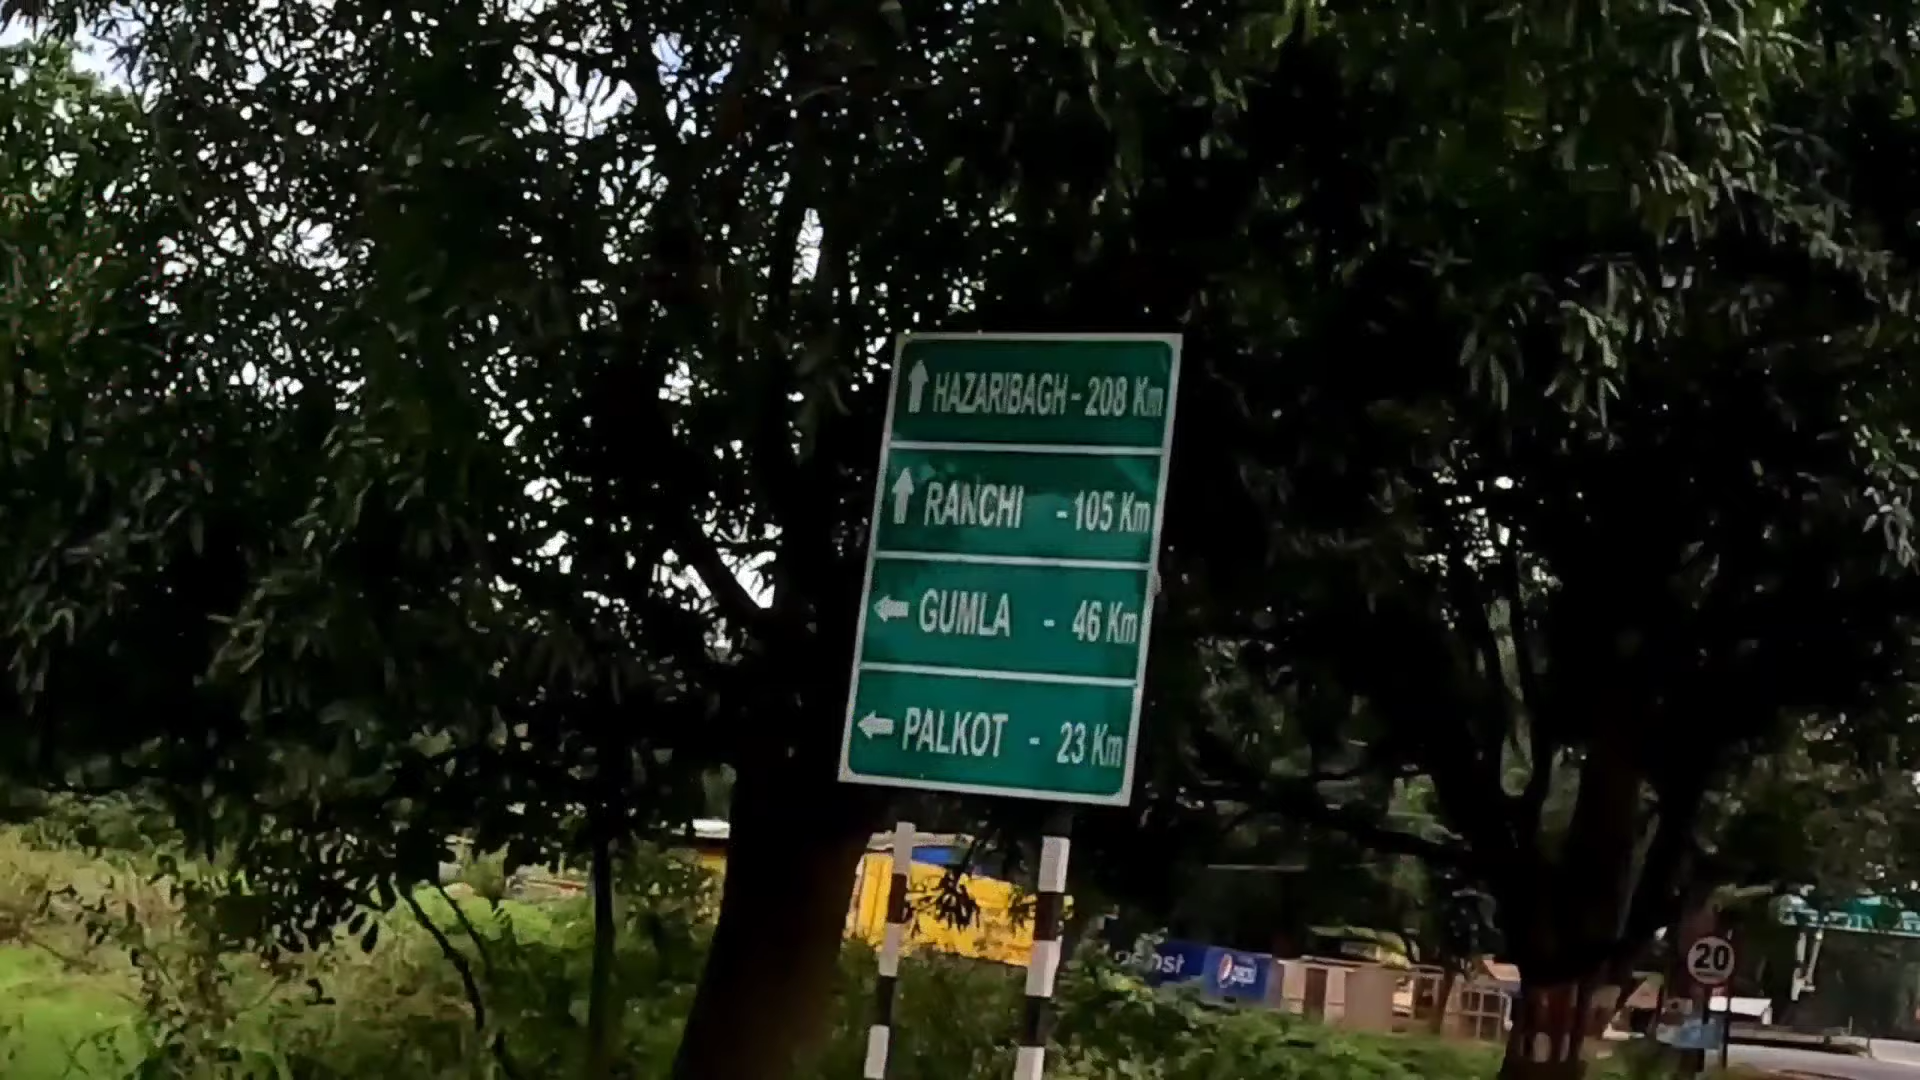 HAZARIBAGH - 208 Km
RANCHI - 105 Km
GUMLA - 46 Km
PALKOT - 23 Km
pepsi
20